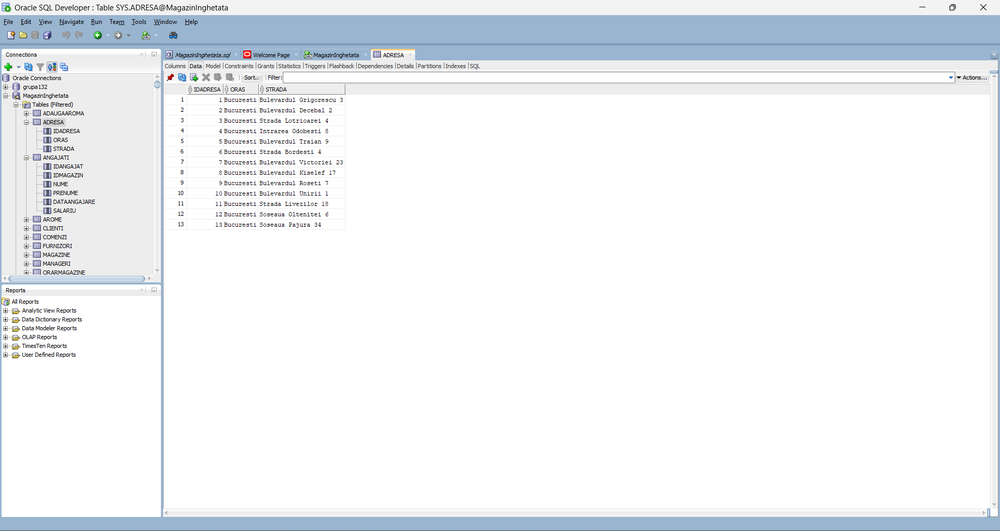 Oracle SQL Developer : Table SYS.ADRESA@MagazinInghetata
File Edit View Navigate Run Team Tools Window Help
Connections
Oracle Connections
grupa132
MagazinInghetata
Tables (Filtered)
ADAUGAAROMA
ADRESA
IDADRESA
ORAS
STRADA
ANGAJATI
IDANGAJAT
IDMAGAZIN
NUME
PRENUME
DATAANGAJARE
SALARIU
AROME
CLIENTI
COMENZI
FURNIZORI
MAGAZINE
MANAGERI
ORARMAGAZINE
Reports
All Reports
Analytic View Reports
Data Dictionary Reports
Data Modeler Reports
OLAP Reports
TimesTen Reports
User Defined Reports
MagazinInghetata.sql Welcome Page MagazinInghetata ADRESA
Columns Data Model Constraints Grants Statistics Triggers Flashback Dependencies Details Partitions Indexes SQL
Sort.. Filter: Actions...
IDADRESA ORAS STRADA
1 1 Bucuresti Bulevardul Grigorescu 3
2 2 Bucuresti Bulevardul Decebal 2
3 3 Bucuresti Strada Lotrioarei 4
4 4 Bucuresti Intrarea Odobesti 8
5 5 Bucuresti Bulevardul Traian 9
6 6 Bucuresti Strada Bordesti 4
7 7 Bucuresti Bulevardul Victoriei 23
8 8 Bucuresti Bulevardul Kiselef 17
9 9 Bucuresti Bulevardul Roseti 7
10 10 Bucuresti Bulevardul Unirii 1
11 11 Bucuresti Strada Livezilor 18
12 12 Bucuresti Soseaua Oltenitei 6
13 13 Bucuresti Soseaua Pajura 34